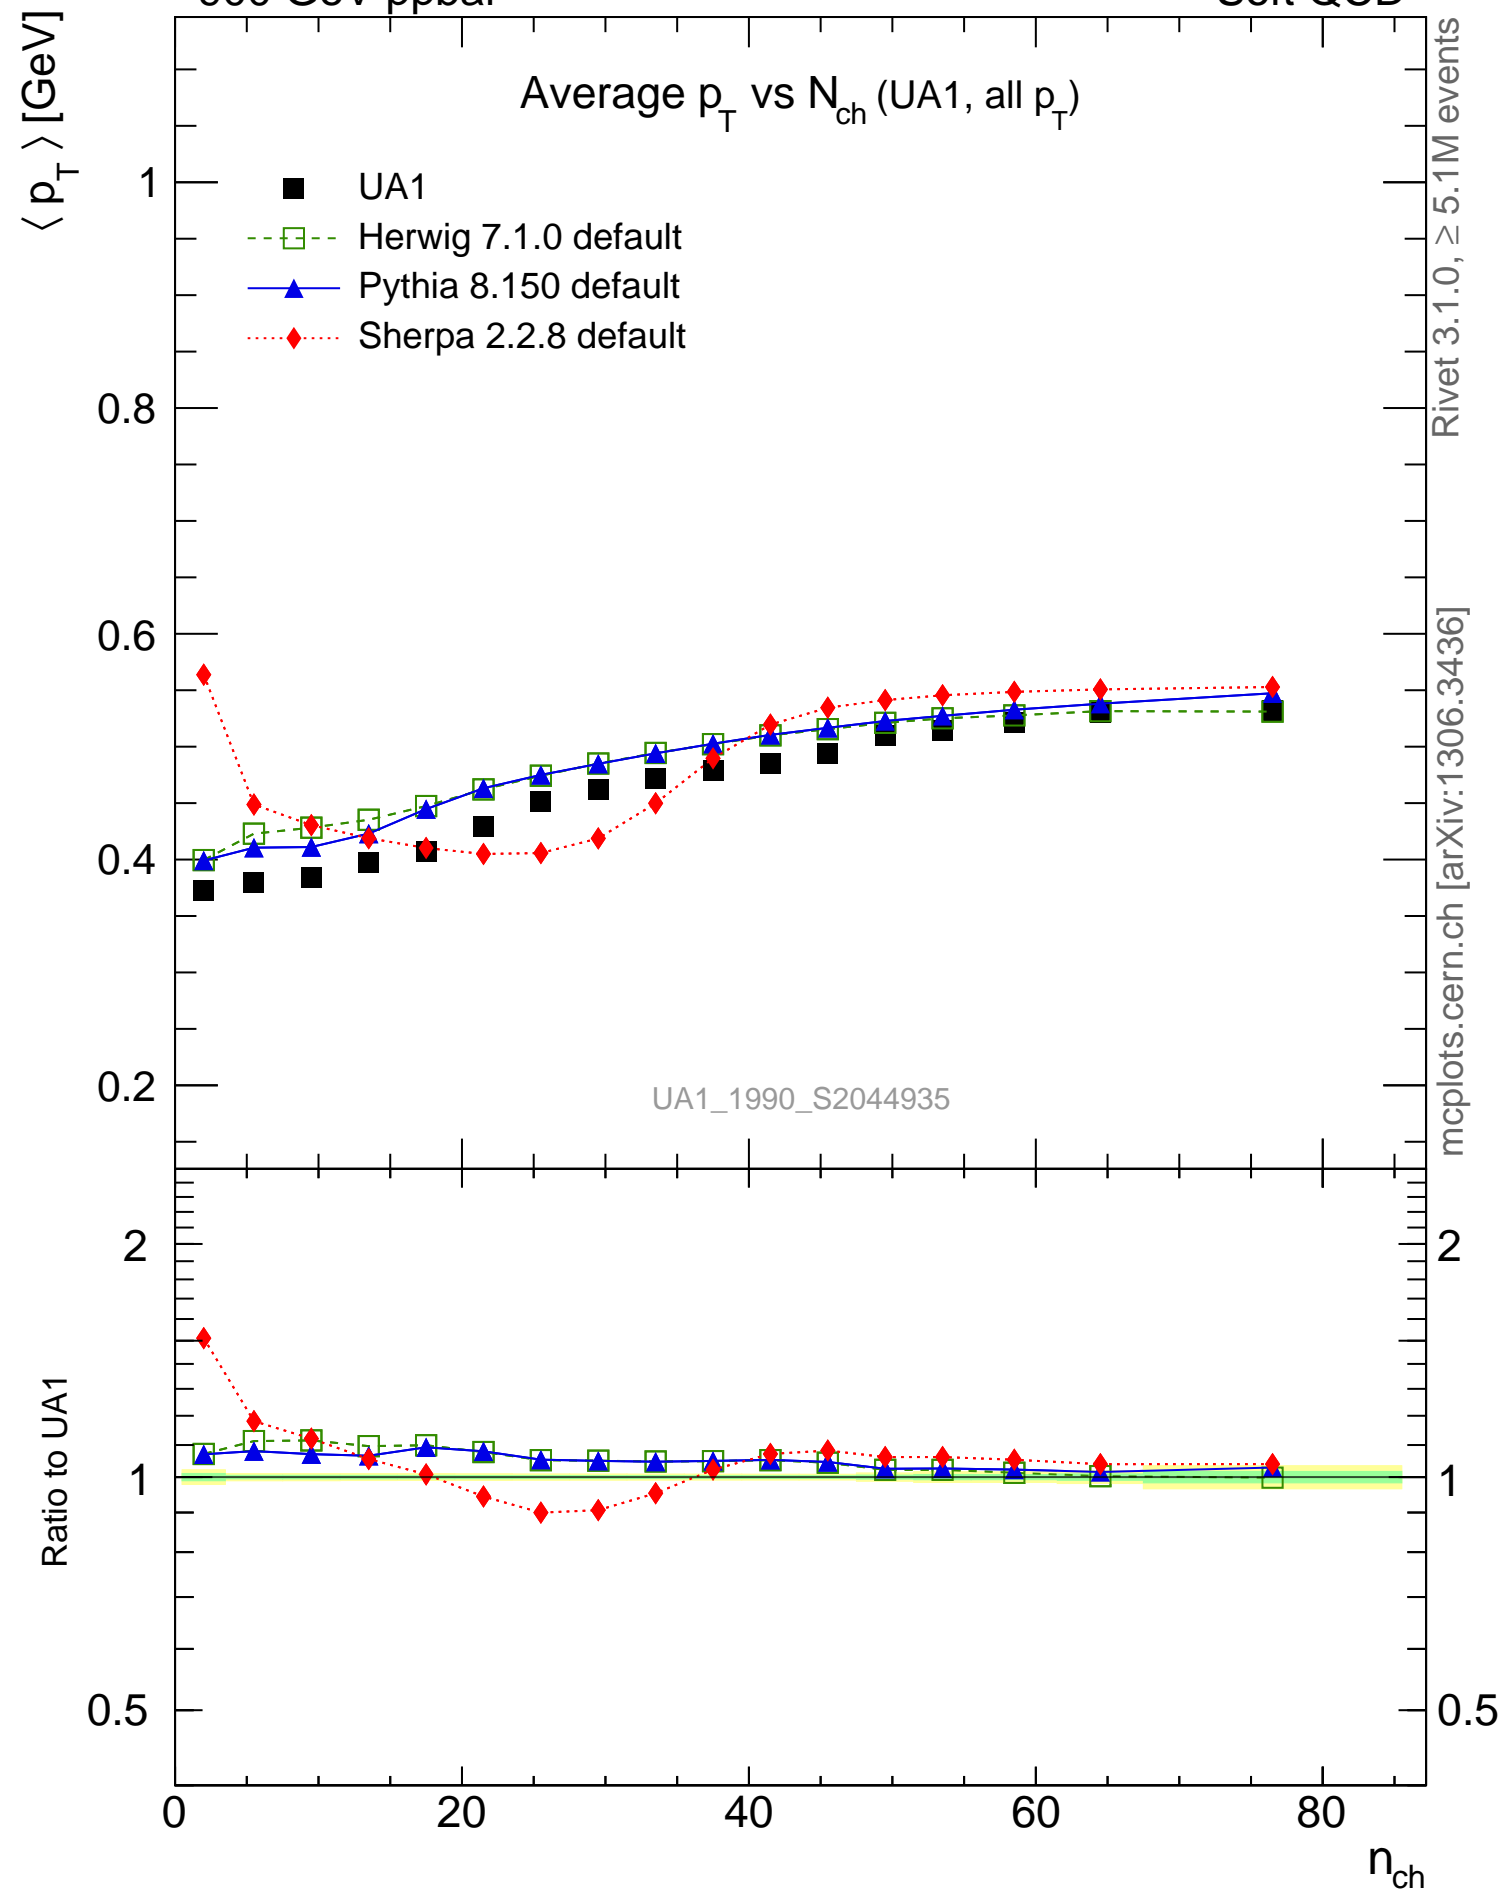 ⟨ p_T ⟩ [GeV]
Average p_T vs N_ch (UA1, all p_T)
UA1
Herwig 7.1.0 default
Pythia 8.150 default
Sherpa 2.2.8 default
1
0.8
0.6
0.4
0.2
UA1_1990_S2044935
Rivet 3.1.0, ≥ 5.1M events
mcplots.cern.ch [arXiv:1306.3436]
Ratio to UA1
2
1
0.5
2
1
0.5
0 20 40 60 80
n_ch